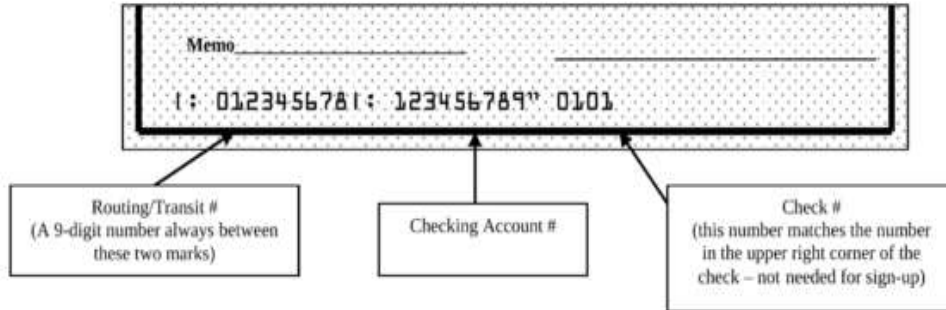 Memo
|: 012345678|: 123456789” 0101
Routing/Transit #
(A 9-digit number always between
these two marks)
Checking Account #
Check #
(this number matches the number
in the upper right corner of the
check – not needed for sign-up)